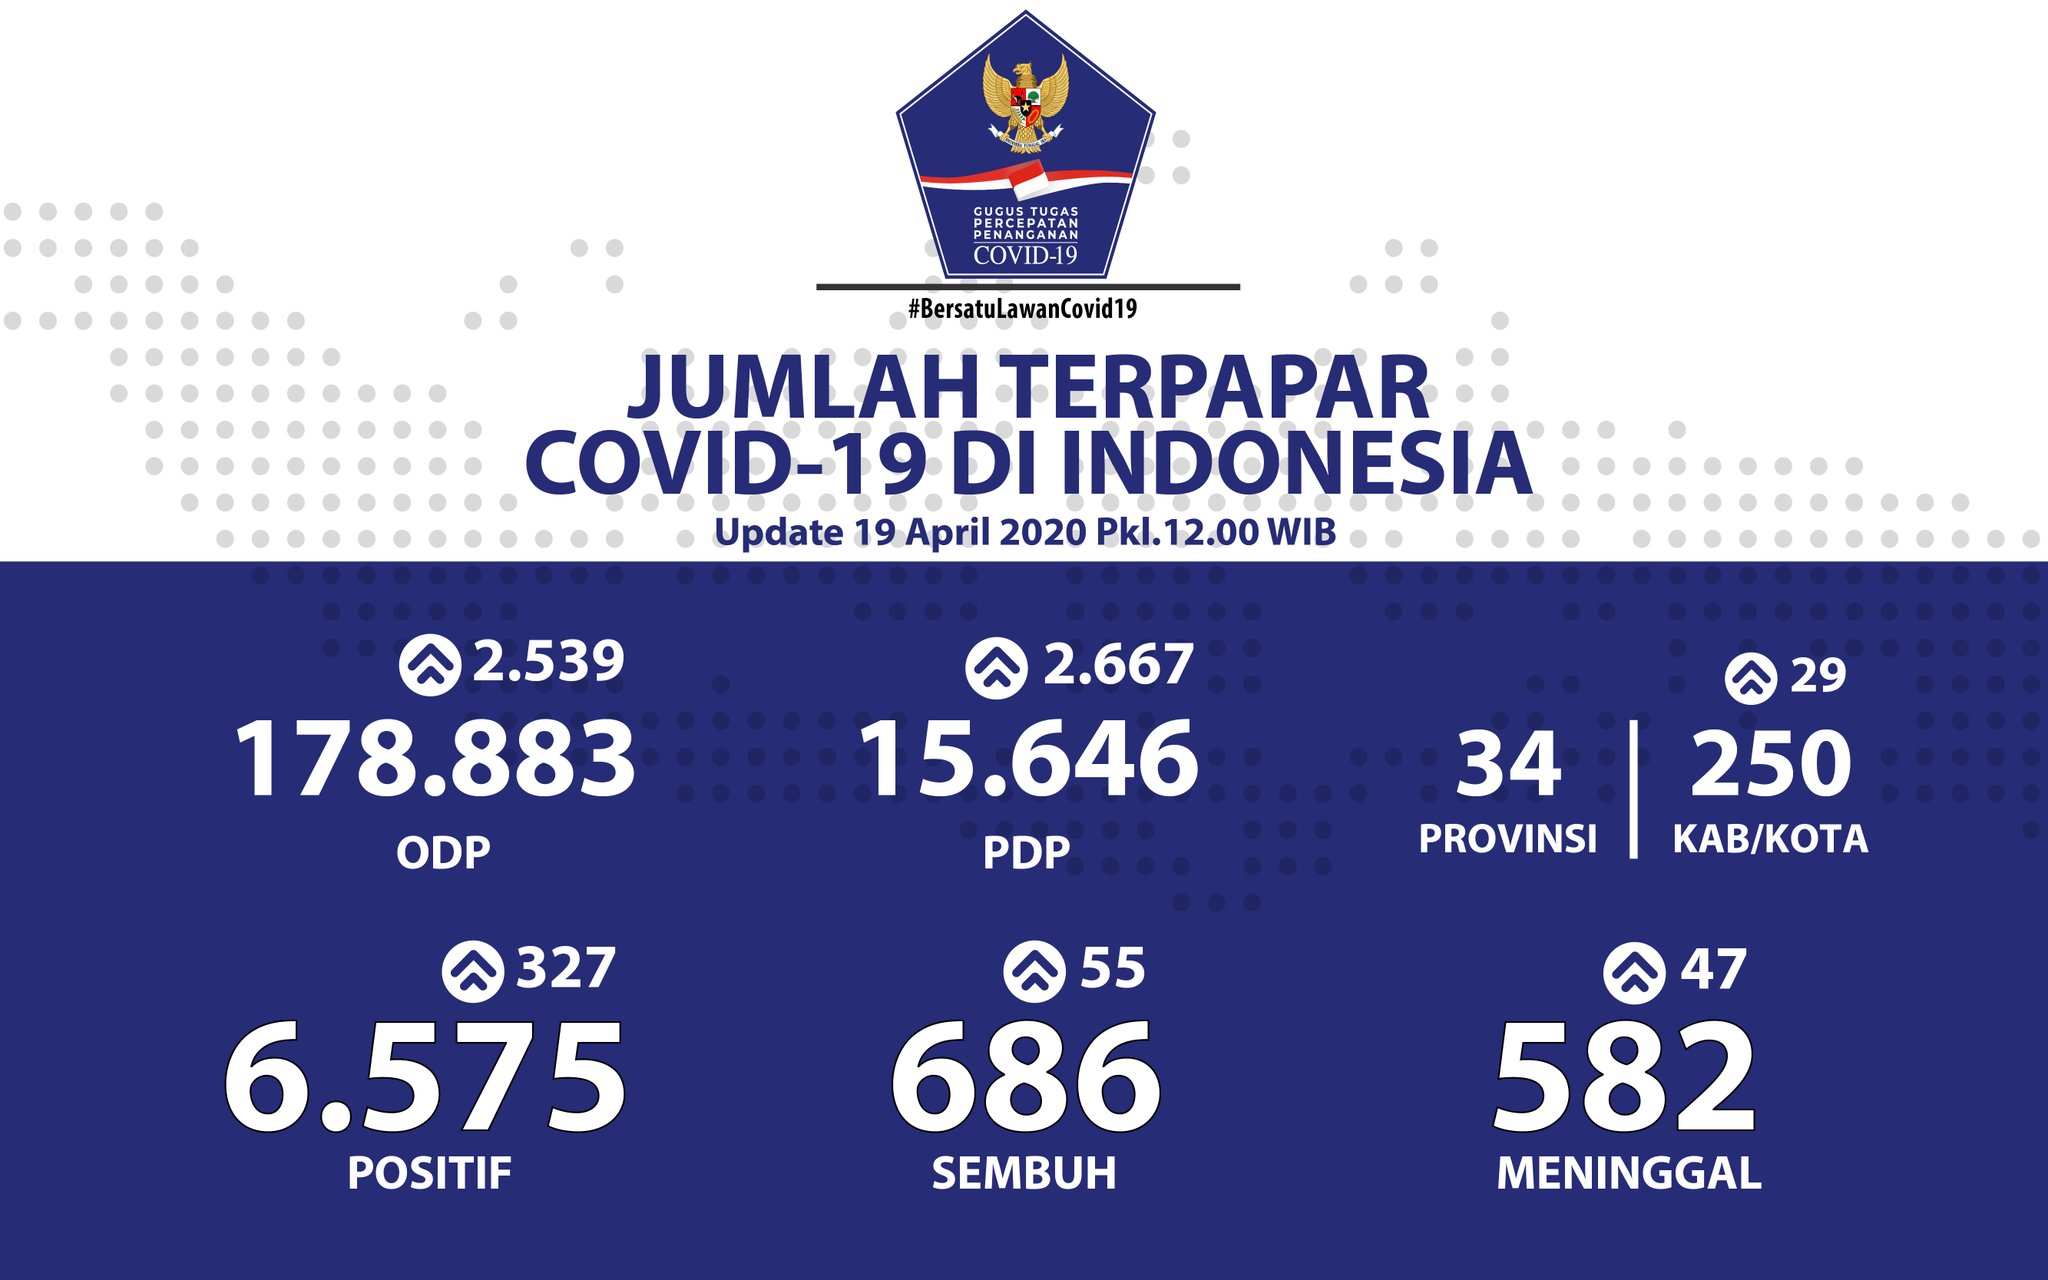 GUGUS TUGAS
PERCEPATAN
PENANGANAN
COVID-19
#BersatuLawanCovid19
JUMLAH TERPAPAR
COVID-19 DI INDONESIA
Update 19 April 2020 Pkl.12.00 WIB
2.539
178.883
ODP
2.667
15.646
PDP
34
PROVINSI
29
250
KAB/KOTA
327
6.575
POSITIF
55
686
SEMBUH
47
582
MENINGGAL